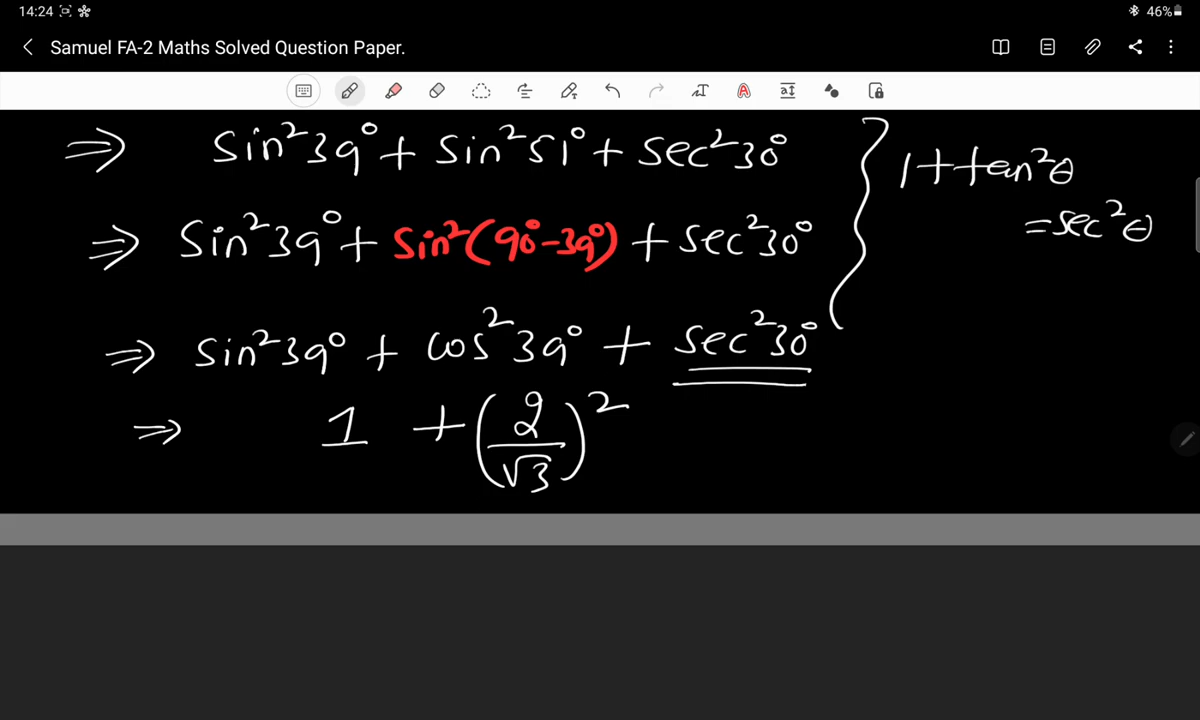 14:24 46%
Samuel FA-2 Maths Solved Question Paper.
⇒ sin²39° + sin²51° + sec²30°
1 + tan²θ
= sec²θ
⇒ sin²39° + sin²(90°-39°) + sec²30°
⇒ sin²39° + cos²39° + sec²30°
⇒ 1 + (2/√3)²